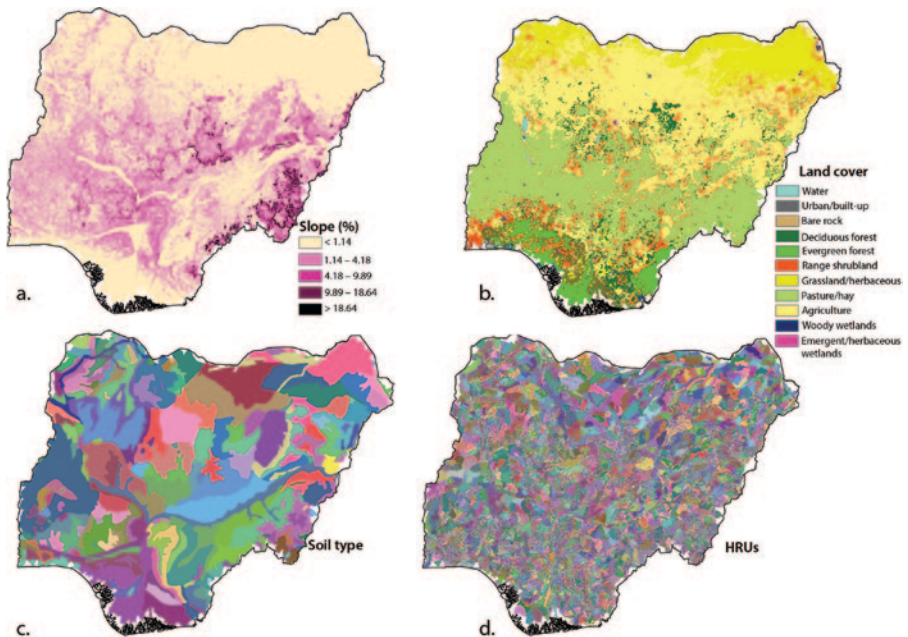 Slope (%)
< 1.14
1.14 – 4.18
4.18 – 9.89
9.89 – 18.64
> 18.64
a.
Land cover
Water
Urban/built-up
Bare rock
Deciduous forest
Evergreen forest
Range shrubland
Grassland/herbaceous
Pasture/hay
Agriculture
Woody wetlands
Emergent/herbaceous
wetlands
b.
Soil type
c.
HRUs
d.